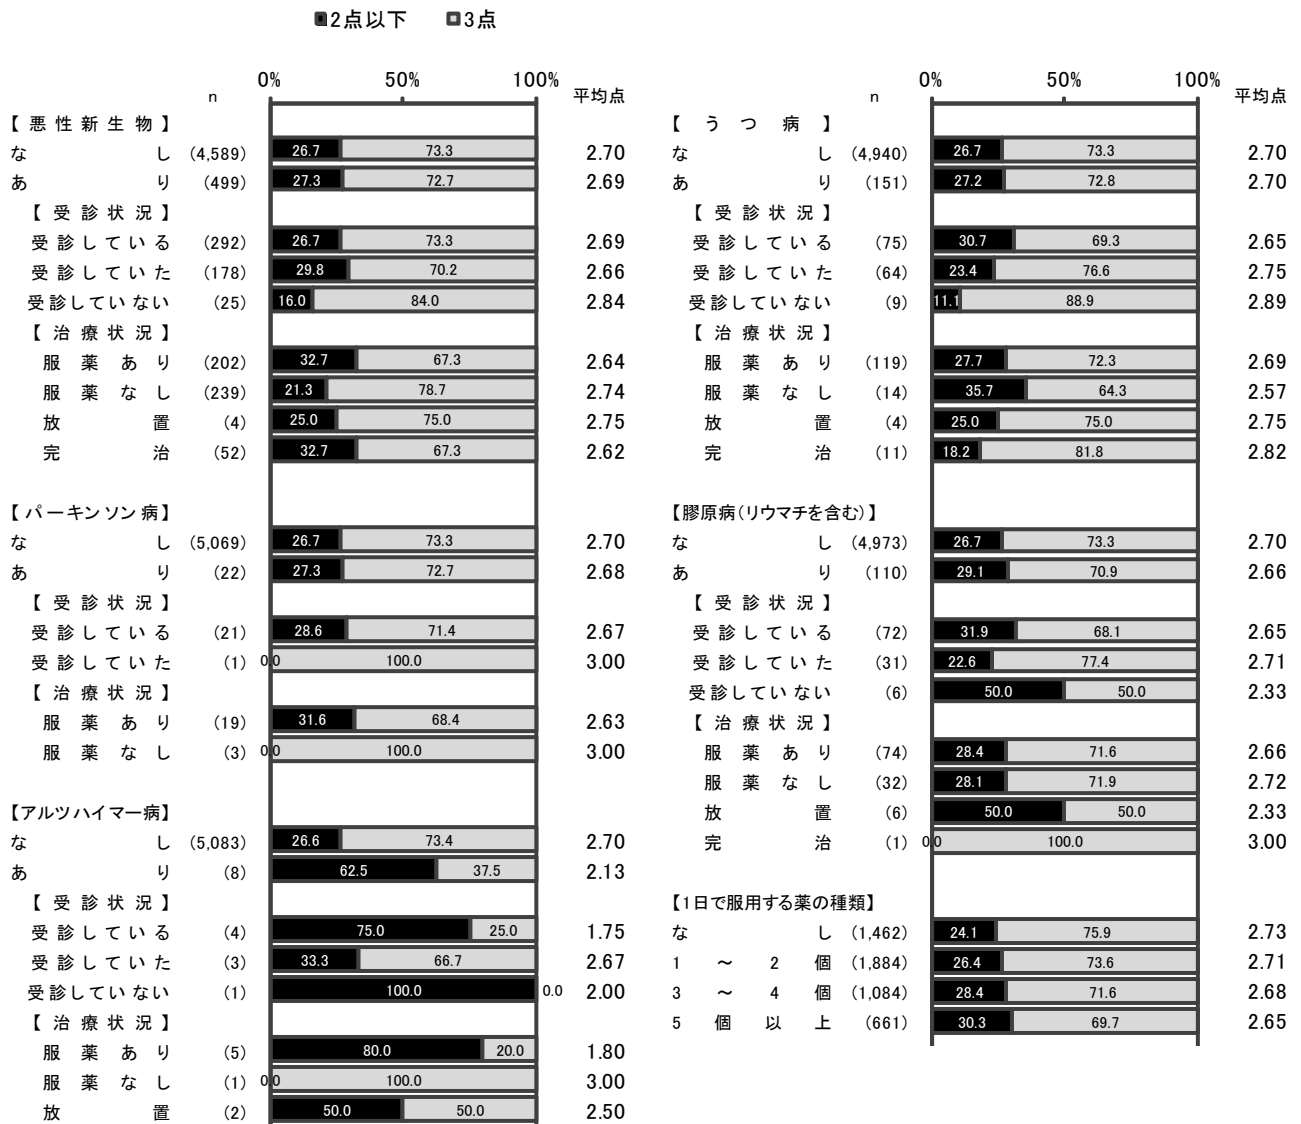 ■2点以下 □3点
0% 50% 100%
n 平均点
【悪性新生物】
なし (4,589) 26.7 73.3 2.70
あり (499) 27.3 72.7 2.69
【受診状況】
受診している (292) 26.7 73.3 2.69
受診していた (178) 29.8 70.2 2.66
受診していない (25) 16.0 84.0 2.84
【治療状況】
服薬あり (202) 32.7 67.3 2.64
服薬なし (239) 21.3 78.7 2.74
放置 (4) 25.0 75.0 2.75
完治 (52) 32.7 67.3 2.62
【パーキンソン病】
なし (5,069) 26.7 73.3 2.70
あり (22) 27.3 72.7 2.68
【受診状況】
受診している (21) 28.6 71.4 2.67
受診していた (1) 0.0 100.0 3.00
【治療状況】
服薬あり (19) 31.6 68.4 2.63
服薬なし (3) 0.0 100.0 3.00
【アルツハイマー病】
なし (5,083) 26.6 73.4 2.70
あり (8) 62.5 37.5 2.13
【受診状況】
受診している (4) 75.0 25.0 1.75
受診していた (3) 33.3 66.7 2.67
受診していない (1) 100.0 0.0 2.00
【治療状況】
服薬あり (5) 80.0 20.0 1.80
服薬なし (1) 0.0 100.0 3.00
放置 (2) 50.0 50.0 2.50
0% 50% 100%
n 平均点
【うつ病】
なし (4,940) 26.7 73.3 2.70
あり (151) 27.2 72.8 2.70
【受診状況】
受診している (75) 30.7 69.3 2.65
受診していた (64) 23.4 76.6 2.75
受診していない (9) 11.1 88.9 2.89
【治療状況】
服薬あり (119) 27.7 72.3 2.69
服薬なし (14) 35.7 64.3 2.57
放置 (4) 25.0 75.0 2.75
完治 (11) 18.2 81.8 2.82
【膠原病(リウマチを含む)】
なし (4,973) 26.7 73.3 2.70
あり (110) 29.1 70.9 2.66
【受診状況】
受診している (72) 31.9 68.1 2.65
受診していた (31) 22.6 77.4 2.71
受診していない (6) 50.0 50.0 2.33
【治療状況】
服薬あり (74) 28.4 71.6 2.66
服薬なし (32) 28.1 71.9 2.72
放置 (6) 50.0 50.0 2.33
完治 (1) 0.0 100.0 3.00
【1日で服用する薬の種類】
なし (1,462) 24.1 75.9 2.73
1～2個 (1,884) 26.4 73.6 2.71
3～4個 (1,084) 28.4 71.6 2.68
5個以上 (661) 30.3 69.7 2.65